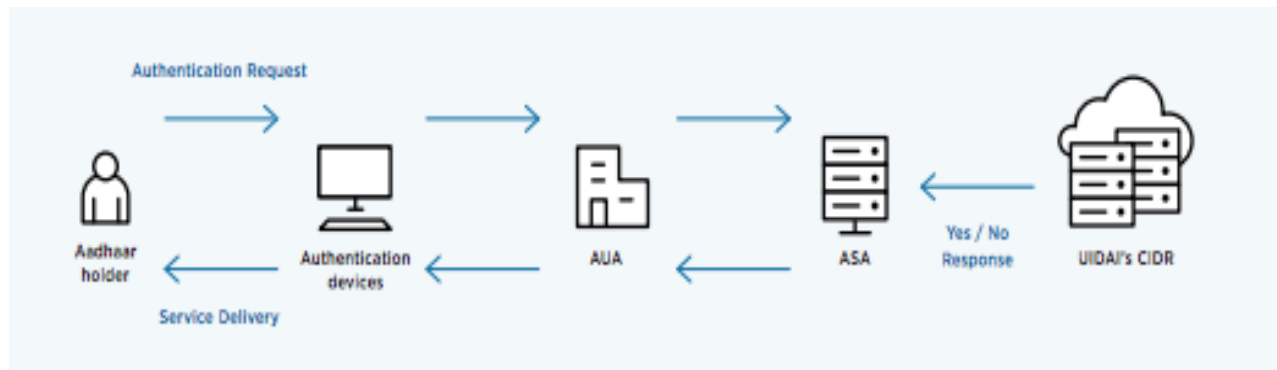 Authentication Request
Aadhaar
holder
Authentication
devices
AUA
ASA
Yes / No
Response
UIDAI's CIDR
Service Delivery